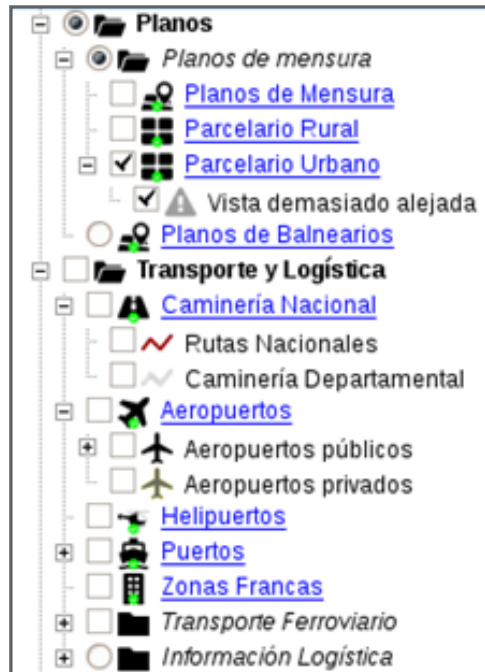 Planos
Planos de mensura
Planos de Mensura
Parcelario Rural
Parcelario Urbano
Vista demasiado alejada
Planos de Balnearios
Transporte y Logística
Caminería Nacional
Rutas Nacionales
Caminería Departamental
Aeropuertos
Aeropuertos públicos
Aeropuertos privados
Helipuertos
Puertos
Zonas Francas
Transporte Ferroviario
Información Logística